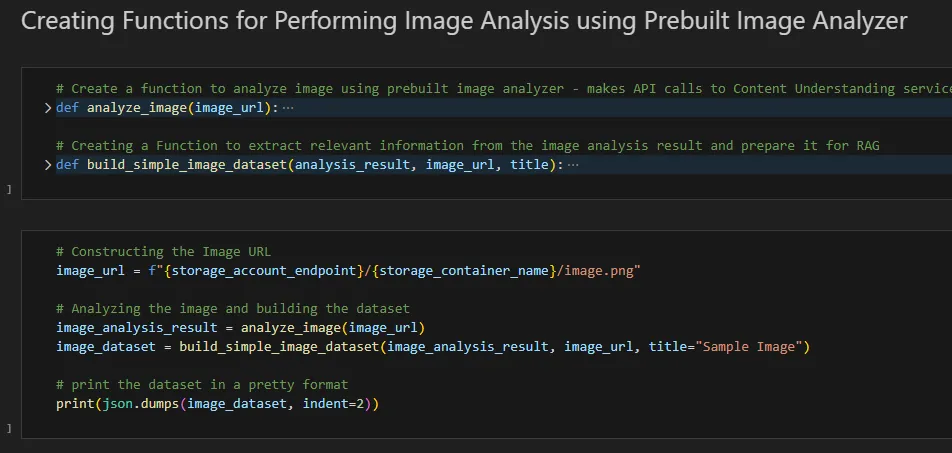 Creating Functions for Performing Image Analysis using Prebuilt Image Analyzer
# Create a function to analyze image using prebuilt image analyzer - makes API calls to Content Understanding service
> def analyze_image(image_url): ...
# Creating a Function to extract relevant information from the image analysis result and prepare it for RAG
> def build_simple_image_dataset(analysis_result, image_url, title): ...
]
# Constructing the Image URL
image_url = f"{storage_account_endpoint}/{storage_container_name}/image.png"
# Analyzing the image and building the dataset
image_analysis_result = analyze_image(image_url)
image_dataset = build_simple_image_dataset(image_analysis_result, image_url, title="Sample Image")
# print the dataset in a pretty format
print(json.dumps(image_dataset, indent=2))
]